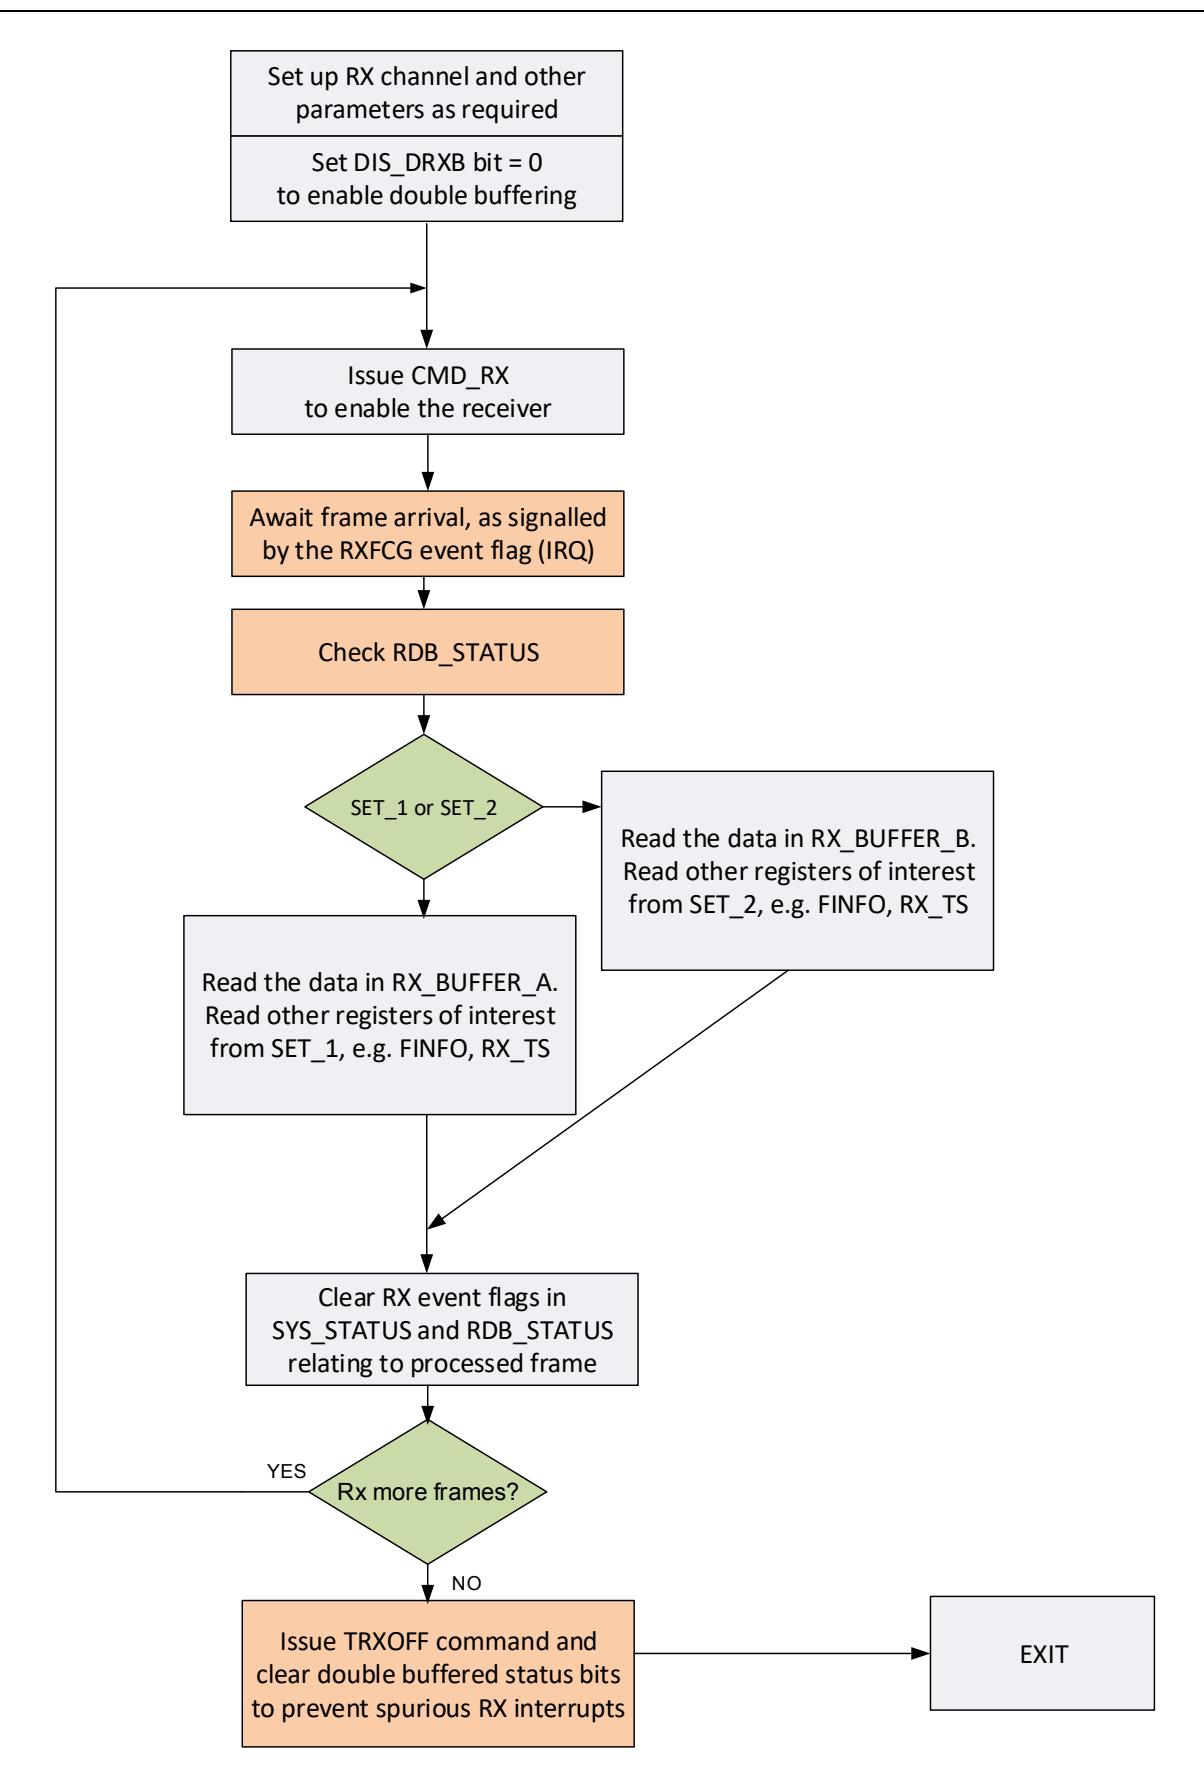 Set up RX channel and other
parameters as required
Set DIS_DRXB bit = 0
to enable double buffering
Issue CMD_RX
to enable the receiver
Await frame arrival, as signalled
by the RXFCG event flag (IRQ)
Check RDB_STATUS
SET_1 or SET_2
Read the data in RX_BUFFER_B.
Read other registers of interest
from SET_2, e.g. FINFO, RX_TS
Read the data in RX_BUFFER_A.
Read other registers of interest
from SET_1, e.g. FINFO, RX_TS
Clear RX event flags in
SYS_STATUS and RDB_STATUS
relating to processed frame
YES
Rx more frames?
NO
Issue TRXOFF command and
clear double buffered status bits
to prevent spurious RX interrupts
EXIT